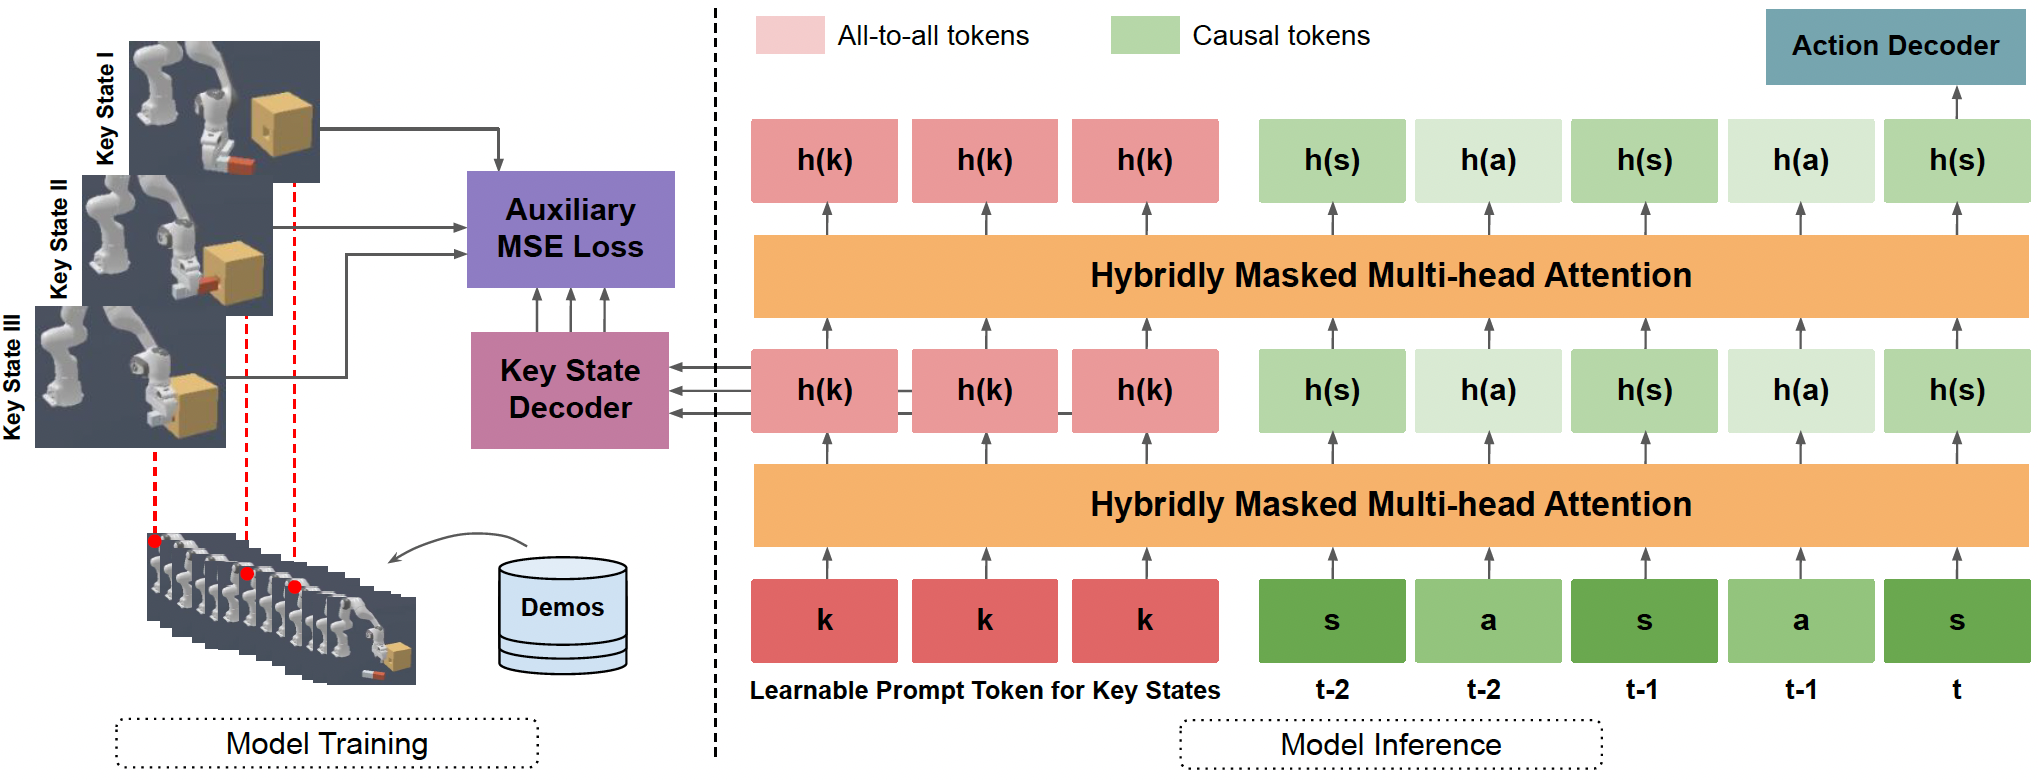 Key State I
Key State II
Key State III
Auxiliary
MSE Loss
Key State
Decoder
Demos
Model Training
All-to-all tokens
Causal tokens
Action Decoder
h(k) h(k) h(k) h(s) h(a) h(s) h(a) h(s)
Hybridly Masked Multi-head Attention
h(k) h(k) h(k) h(s) h(a) h(s) h(a) h(s)
Hybridly Masked Multi-head Attention
k k k s a s a s
Learnable Prompt Token for Key States t-2 t-2 t-1 t-1 t
Model Inference